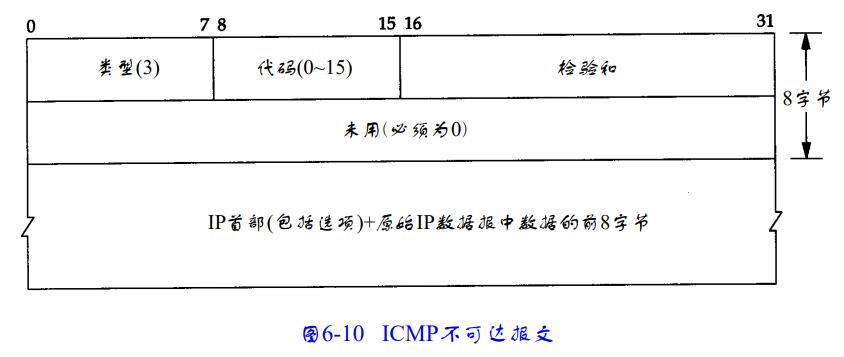 0 7 8 15 16 31
类型(3) 代码(0~15) 检验和
8字节
未用(必须为0)
IP首部(包括选项)+原始IP数据报中数据的前8字节
图6-10 ICMP不可达报文